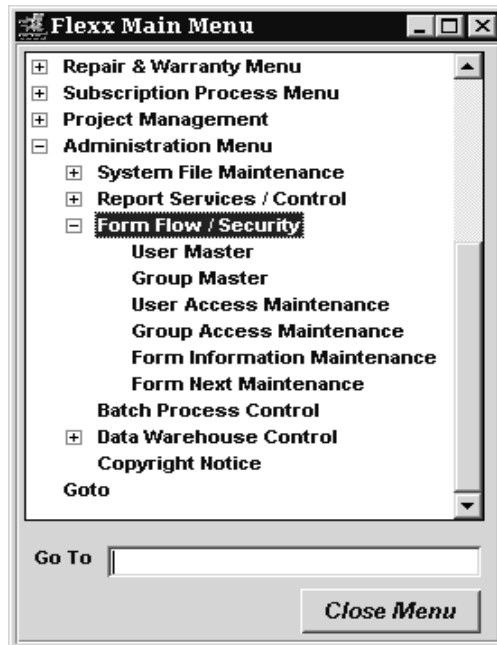 Flexx Main Menu
Repair & Warranty Menu
Subscription Process Menu
Project Management
Administration Menu
System File Maintenance
Report Services / Control
Form Flow / Security
User Master
Group Master
User Access Maintenance
Group Access Maintenance
Form Information Maintenance
Form Next Maintenance
Batch Process Control
Data Warehouse Control
Copyright Notice
Goto
Go To
Close Menu